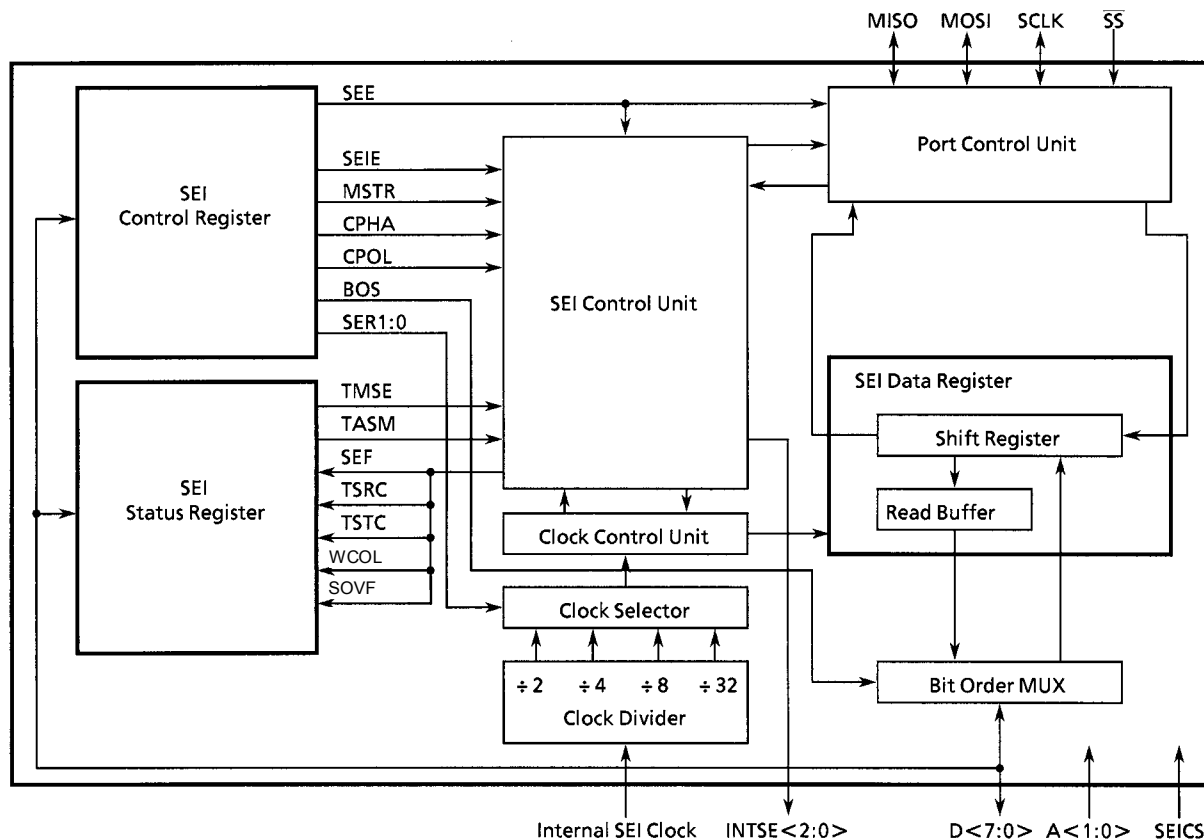 MISO MOSI SCLK SS
SEE
Port Control Unit
SEI
Control Register
SEIE
MSTR
CPHA
CPOL
BOS
SER1:0
SEI Control Unit
SEI Data Register
Shift Register
Read Buffer
SEI
Status Register
TMSE
TASM
SEF
TSRC
TSTC
WCOL
SOVF
Clock Control Unit
Clock Selector
÷2 ÷4 ÷8 ÷32
Clock Divider
Bit Order MUX
Internal SEI Clock INTSE<2:0> D<7:0> A<1:0> SEICS